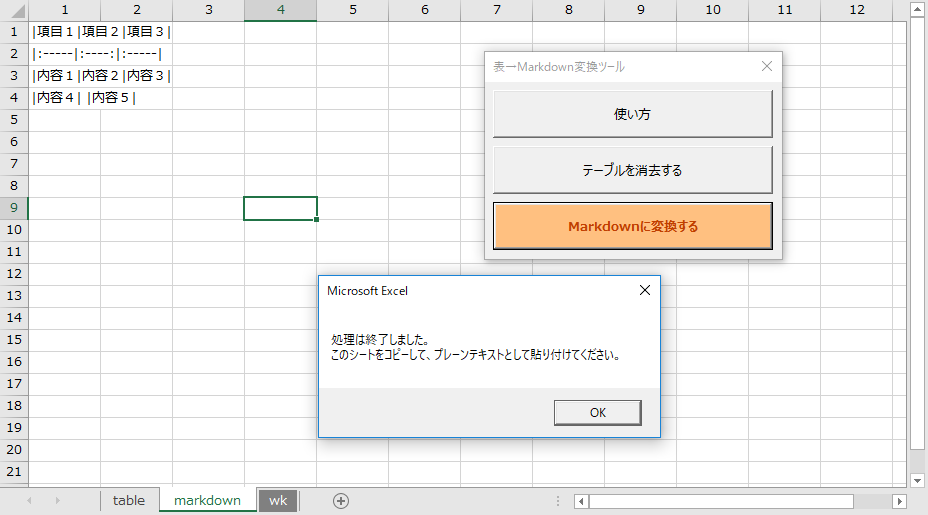 1 2 3 4 5 6 7 8 9 10 11 12
1 |項目１|項目２|項目３|
2 |:-----|:----:|:-----|
3 |内容１|内容２|内容３|
4 |内容４| |内容５|
5
6
7
8
9
10
11
12
13
14
15
16
17
18
19
20
21
表→Markdown変換ツール
使い方
テーブルを消去する
Markdownに変換する
Microsoft Excel
処理は終了しました。
このシートをコピーして、プレーンテキストとして貼り付けてください。
OK
table markdown wk